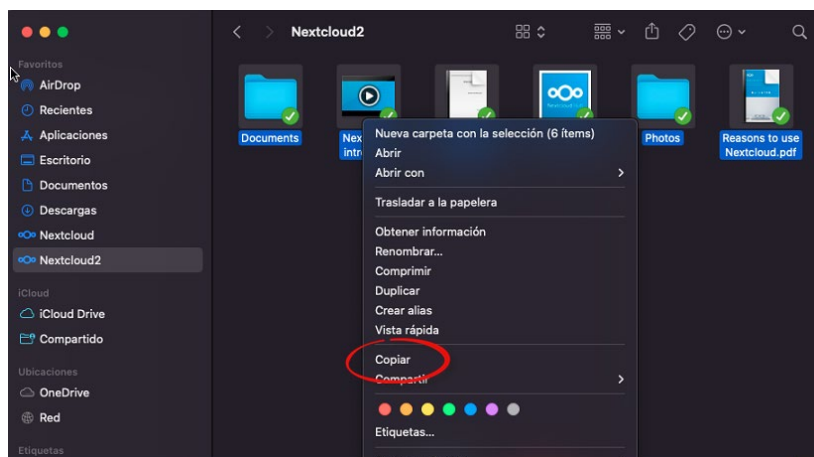 Nextcloud2
Favoritos
AirDrop
Recientes
Aplicaciones
Escritorio
Documentos
Descargas
Nextcloud
Nextcloud2
iCloud
iCloud Drive
Compartido
Ubicaciones
OneDrive
Red
Etiquetas
Documents
Nex
intr
Photos
Reasons to use
Nextcloud.pdf
Nueva carpeta con la selección (6 ítems)
Abrir
Abrir con
Trasladar a la papelera
Obtener información
Renombrar...
Comprimir
Duplicar
Crear alias
Vista rápida
Copiar
Compartir
Etiquetas...